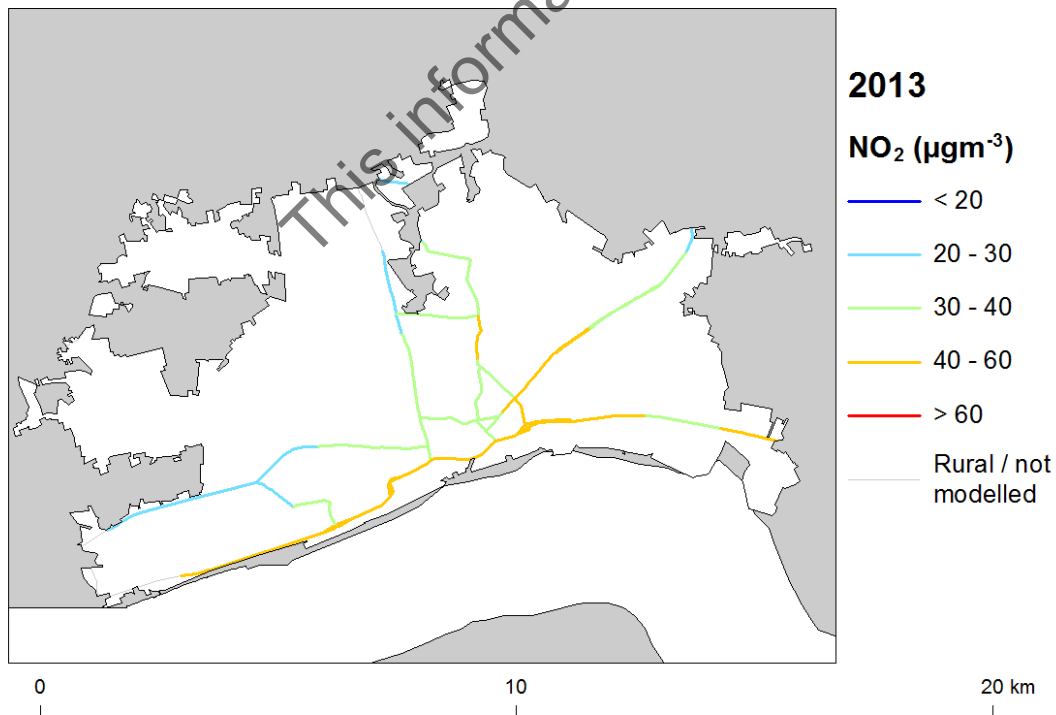 This informa
2013
NO₂ (µgm⁻³)
< 20
20 - 30
30 - 40
40 - 60
> 60
Rural / not
modelled
0 10 20 km